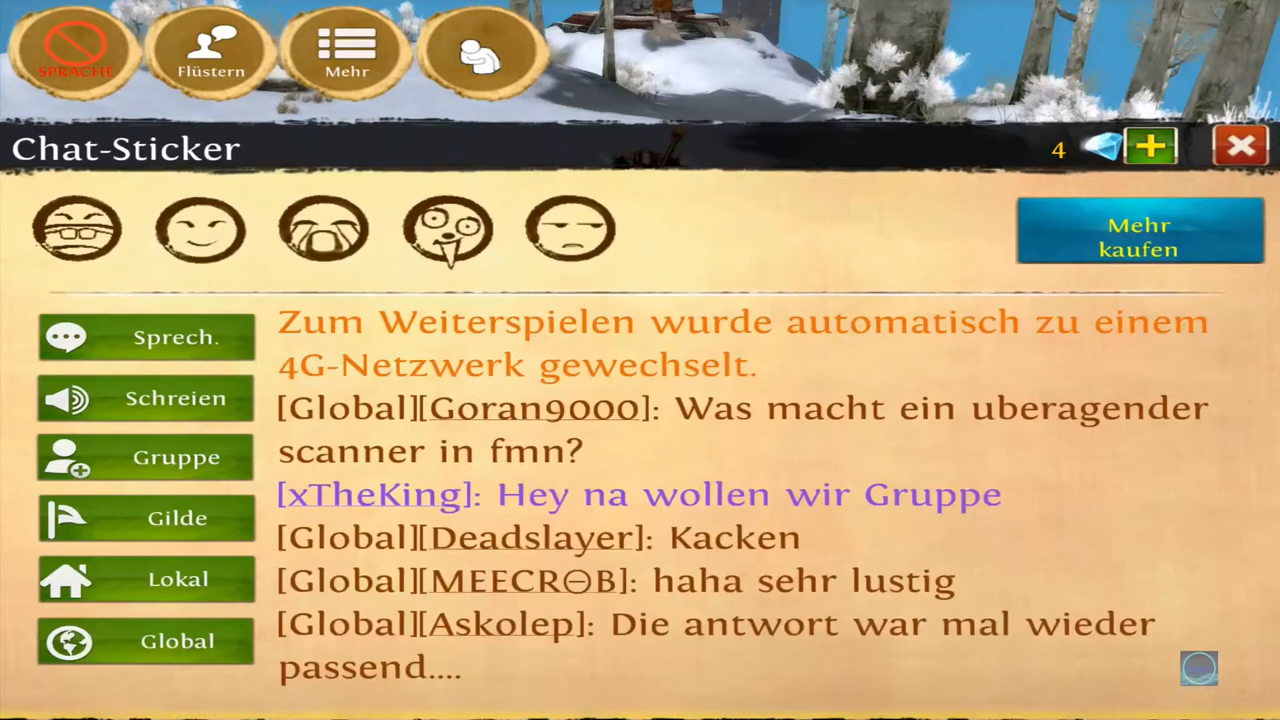 SPRACHE
Flüstern
Mehr
Chat-Sticker
4
Mehr
kaufen
Sprech.
Schreien
Gruppe
Gilde
Lokal
Global
Zum Weiterspielen wurde automatisch zu einem
4G-Netzwerk gewechselt.
[Global][Goran9000]: Was macht ein uberagender
scanner in fmn?
[xTheKing]: Hey na wollen wir Gruppe
[Global][Deadslayer]: Kacken
[Global][MEECRΘB]: haha sehr lustig
[Global][Askolep]: Die antwort war mal wieder
passend....